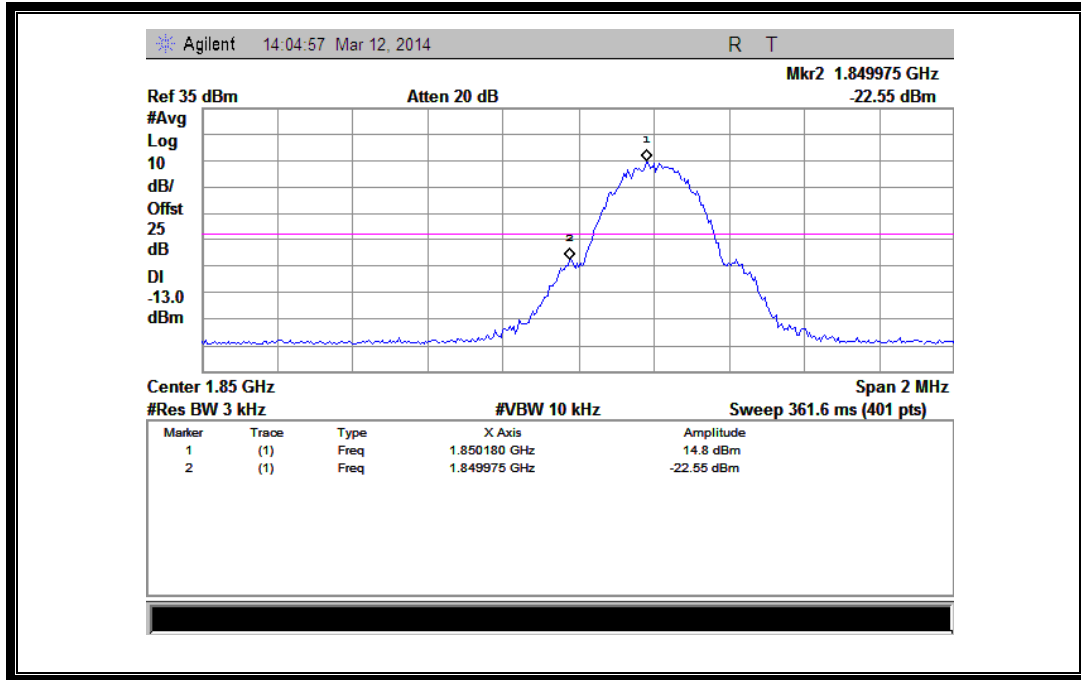 Agilent 14:04:57 Mar 12, 2014 R T
Mkr2 1.849975 GHz
Ref 35 dBm Atten 20 dB -22.55 dBm
#Avg
Log
10
dB/
Offst
25
dB
DI
-13.0
dBm
1
2
Center 1.85 GHz Span 2 MHz
#Res BW 3 kHz #VBW 10 kHz Sweep 361.6 ms (401 pts)
Marker Trace Type X Axis Amplitude
1 (1) Freq 1.850180 GHz 14.8 dBm
2 (1) Freq 1.849975 GHz -22.55 dBm